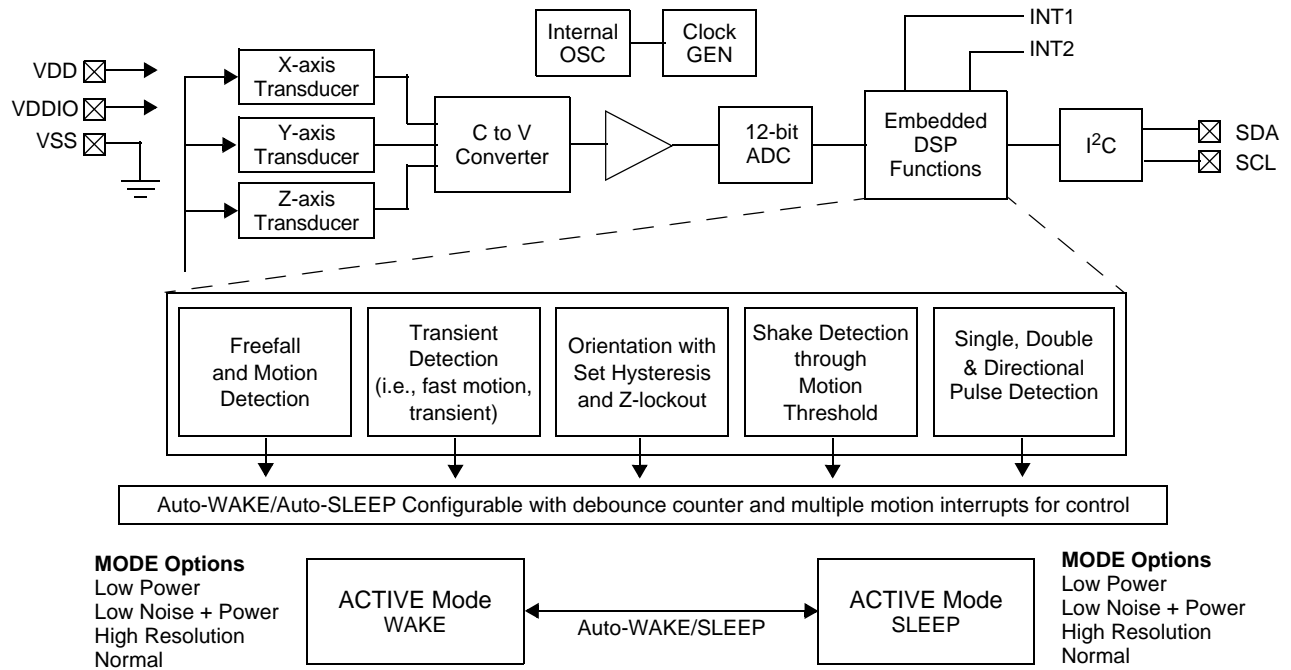 INT1
INT2
Internal
OSC
Clock
GEN
VDD
VDDIO
VSS
X-axis
Transducer
Y-axis
Transducer
Z-axis
Transducer
C to V
Converter
12-bit
ADC
Embedded
DSP
Functions
I²C
SDA
SCL
Freefall
and Motion
Detection
Transient
Detection
(i.e., fast motion,
transient)
Orientation with
Set Hysteresis
and Z-lockout
Shake Detection
through
Motion
Threshold
Single, Double
& Directional
Pulse Detection
Auto-WAKE/Auto-SLEEP Configurable with debounce counter and multiple motion interrupts for control
MODE Options
Low Power
Low Noise + Power
High Resolution
Normal
ACTIVE Mode
WAKE
Auto-WAKE/SLEEP
ACTIVE Mode
SLEEP
MODE Options
Low Power
Low Noise + Power
High Resolution
Normal